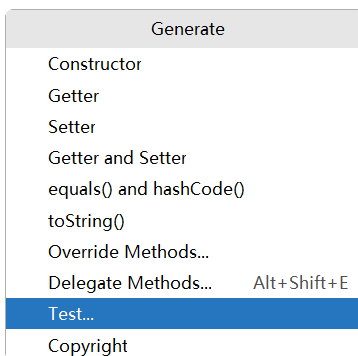 Generate
Constructor
Getter
Setter
Getter and Setter
equals() and hashCode()
toString()
Override Methods...
Delegate Methods... Alt+Shift+E
Test...
Copyright